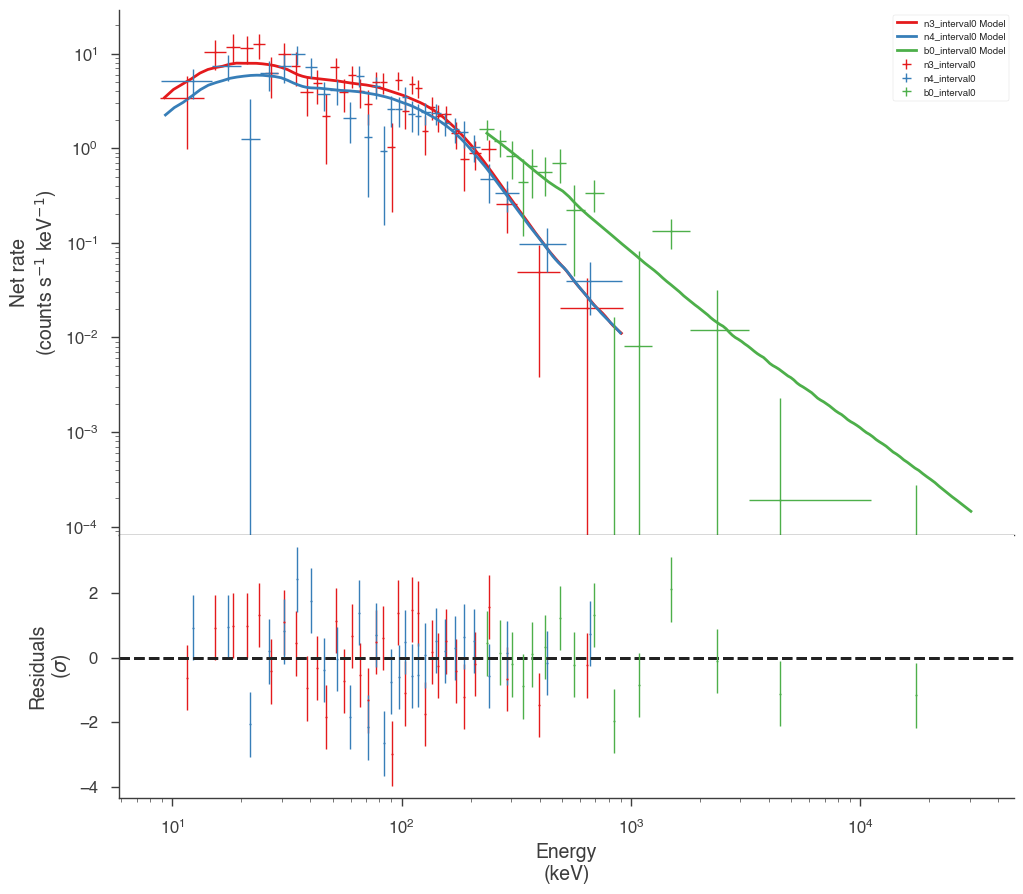 n3_interval0 Model
n4_interval0 Model
b0_interval0 Model
n3_interval0
n4_interval0
b0_interval0
10¹
10⁰
10⁻¹
10⁻²
10⁻³
10⁻⁴
Net rate
(counts s⁻¹ keV⁻¹)
2
0
−2
−4
Residuals
(σ)
10¹ 10² 10³ 10⁴
Energy
(keV)